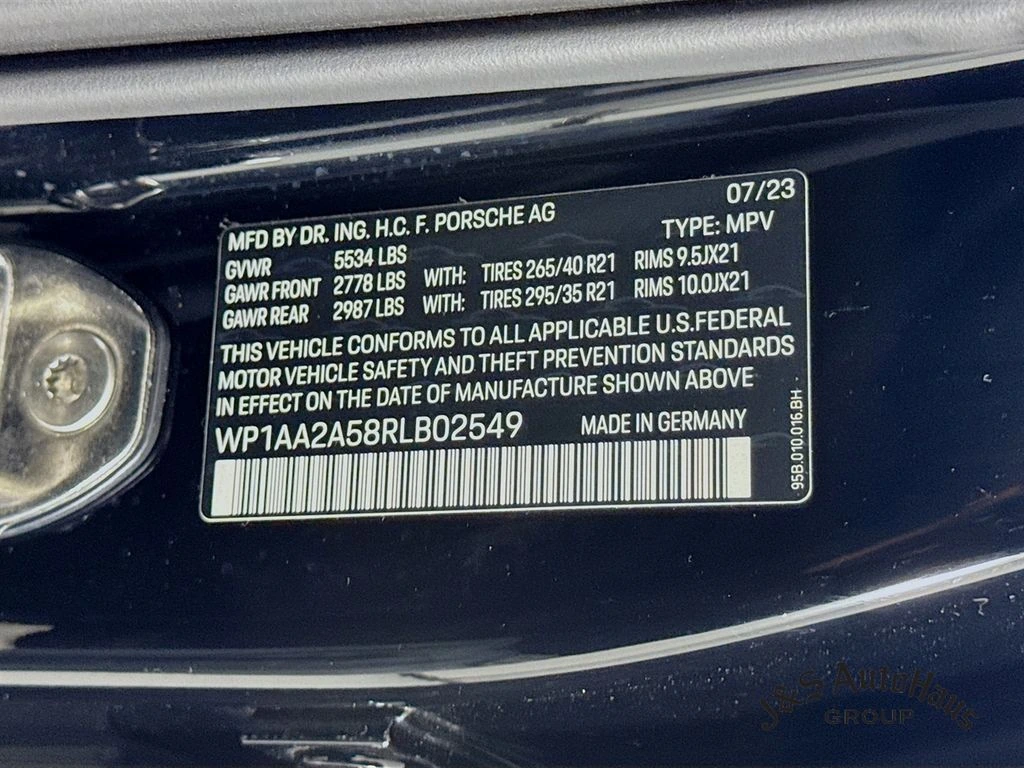 07/23
MFD BY DR. ING. H.C. F. PORSCHE AG
TYPE: MPV
GVWR 5534 LBS
GAWR FRONT 2778 LBS WITH: TIRES 265/40 R21 RIMS 9.5JX21
GAWR REAR 2987 LBS WITH: TIRES 295/35 R21 RIMS 10.0JX21
THIS VEHICLE CONFORMS TO ALL APPLICABLE U.S.FEDERAL
MOTOR VEHICLE SAFETY AND THEFT PREVENTION STANDARDS
IN EFFECT ON THE DATE OF MANUFACTURE SHOWN ABOVE
WP1AA2A58RLB02549 MADE IN GERMANY
95B.010.016.BH
J&S AutoHaus
GROUP